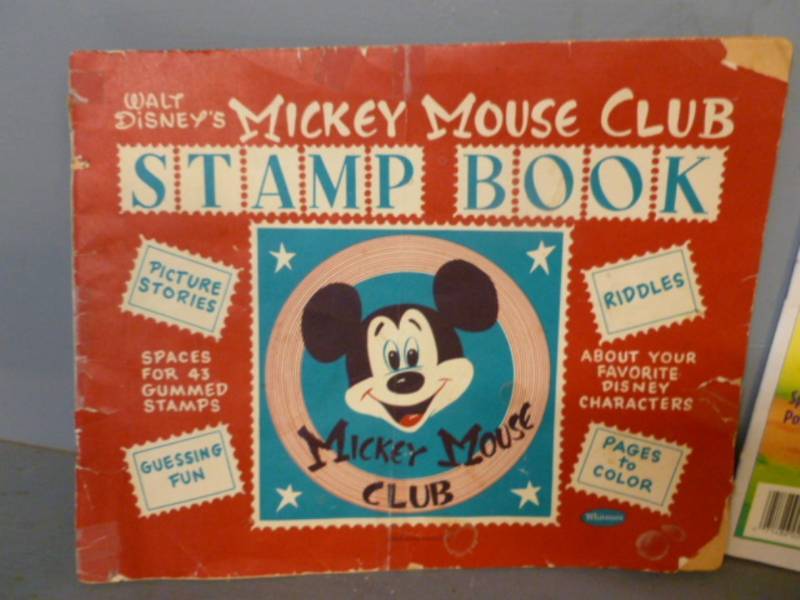 WALT
DISNEY'S MICKEY MOUSE CLUB
STAMP BOOK
PICTURE
STORIES
SPACES
FOR 43
GUMMED
STAMPS
GUESSING
FUN
MICKEY MOUSE
CLUB
RIDDLES
ABOUT YOUR
FAVORITE
DISNEY
CHARACTERS
PAGES
to
COLOR
Whitman